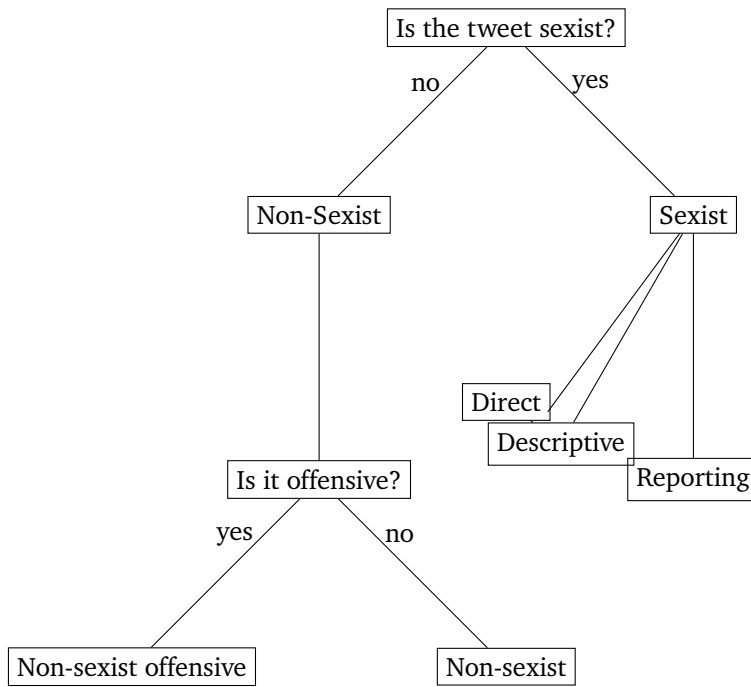 Is the tweet sexist?
no
yes
Non-Sexist
Sexist
Direct
Descriptive
Reporting
Is it offensive?
yes
no
Non-sexist offensive
Non-sexist